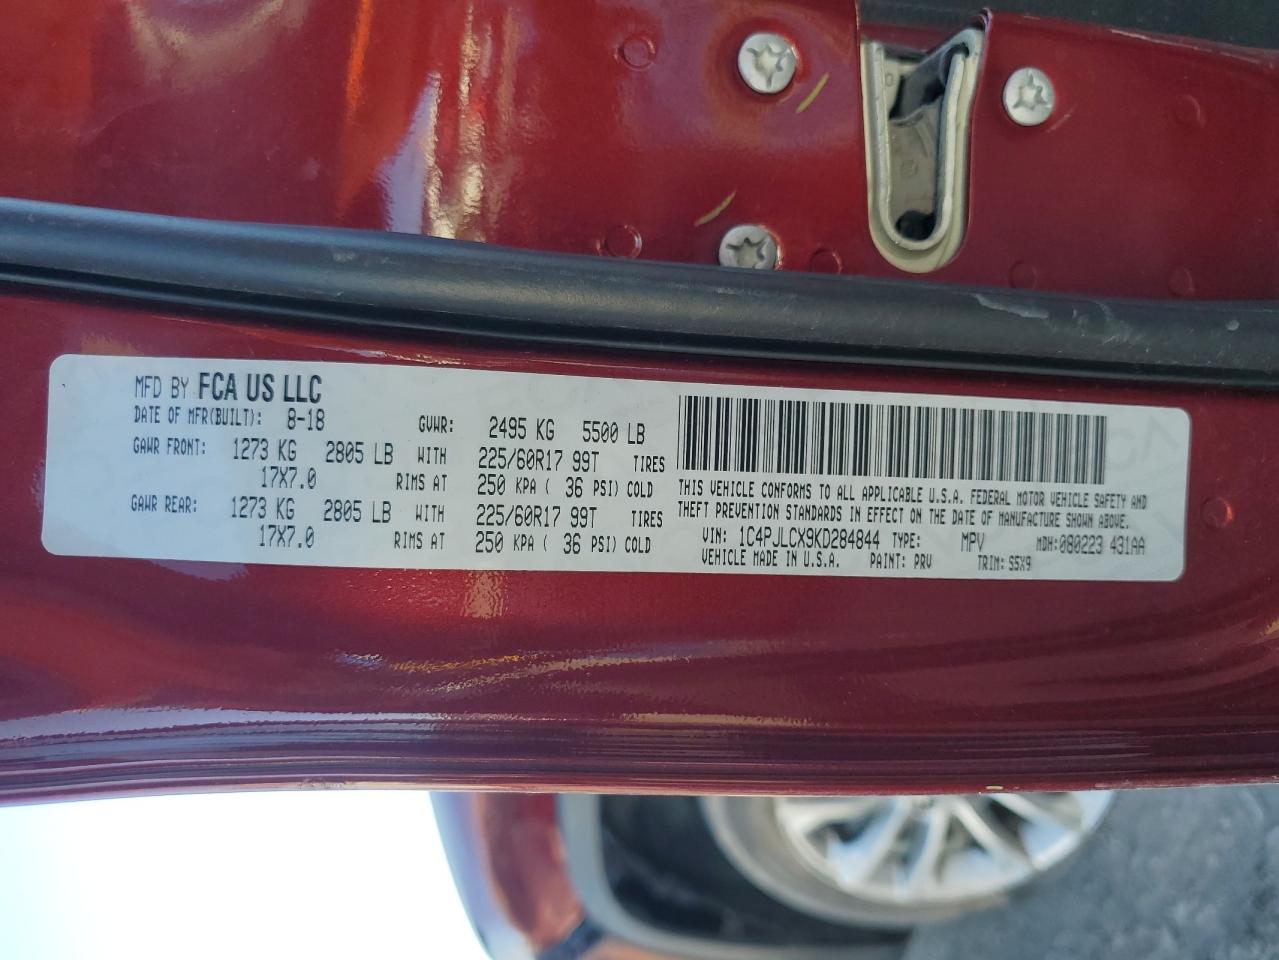 MFD BY FCA US LLC
DATE OF MFR(BUILT): 8-18 GVWR: 2495 KG 5500 LB
GAWR FRONT: 1273 KG 2805 LB WITH 225/60R17 99T TIRES
17X7.0 RIMS AT 250 KPA ( 36 PSI) COLD
GAWR REAR: 1273 KG 2805 LB WITH 225/60R17 99T TIRES
17X7.0 RIMS AT 250 KPA ( 36 PSI) COLD
THIS VEHICLE CONFORMS TO ALL APPLICABLE U.S.A. FEDERAL MOTOR VEHICLE SAFETY AND
THEFT PREVENTION STANDARDS IN EFFECT ON THE DATE OF MANUFACTURE SHOWN ABOVE.
VIN: 1C4PJLCX9KD284844 TYPE: MPV MDH: 080223 431AA
VEHICLE MADE IN U.S.A. PAINT: PRV TRIM: S5X9